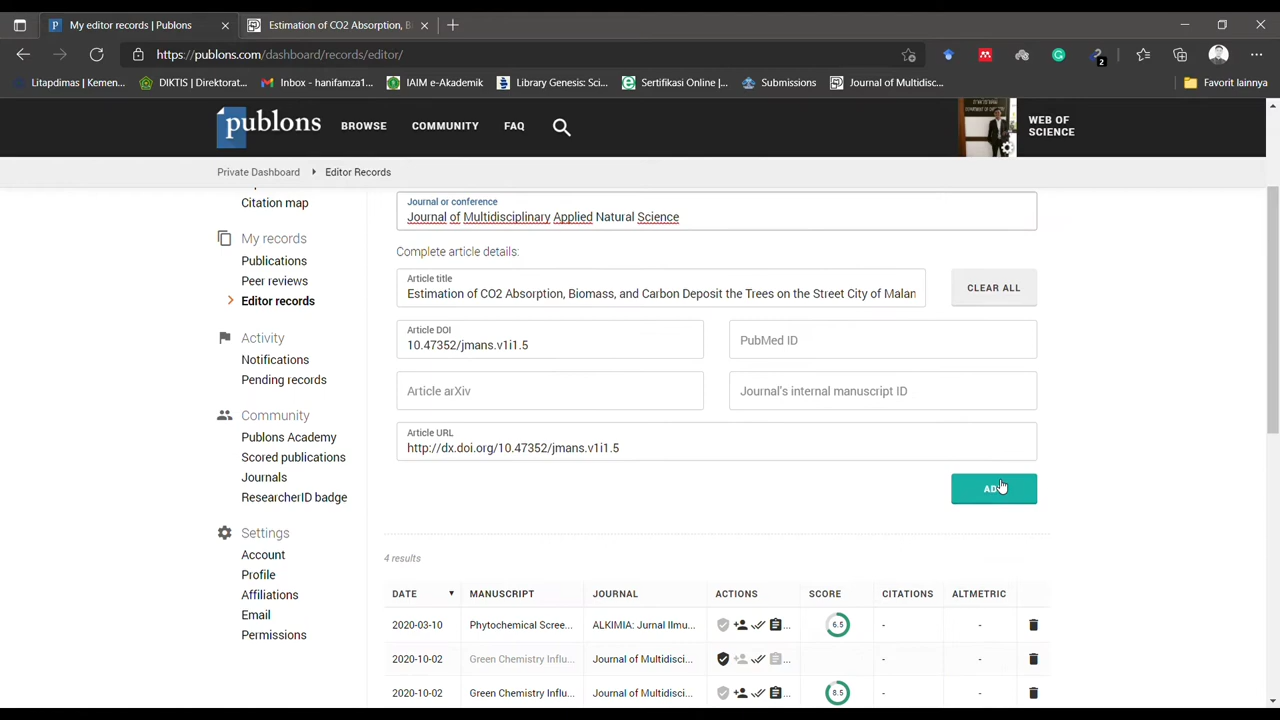 My editor records | Publons
Estimation of CO2 Absorption, B
https://publons.com/dashboard/records/editor/
2
Litapdimas | Kemen...
DIKTIS | Direktorat...
Inbox - hanifamza1...
IAIM e-Akademik
Library Genesis: Sci...
Sertifikasi Online |...
Submissions
Journal of Multidisc...
Favorit lainnya
publons
BROWSE
COMMUNITY
FAQ
WEB OF
SCIENCE
Private Dashboard
Editor Records
Citation map
My records
Publications
Peer reviews
Editor records
Activity
Notifications
Pending records
Community
Publons Academy
Scored publications
Journals
ResearcherID badge
Settings
Account
Profile
Affiliations
Email
Permissions
Journal or conference
Journal of Multidisciplinary Applied Natural Science
Complete article details:
Article title
Estimation of CO2 Absorption, Biomass, and Carbon Deposit the Trees on the Street City of Malan
CLEAR ALL
Article DOI
10.47352/jmans.v1i1.5
PubMed ID
Article arXiv
Journal's internal manuscript ID
Article URL
http://dx.doi.org/10.47352/jmans.v1i1.5
4 results
DATE MANUSCRIPT JOURNAL ACTIONS SCORE CITATIONS ALTMETRIC
2020-03-10 Phytochemical Scree... ALKIMIA: Jurnal Ilmu... ... 6.5 - -
2020-10-02 Green Chemistry Influ... Journal of Multidisci... ... - -
2020-10-02 Green Chemistry Influ... Journal of Multidisci... ... 8.5 - -